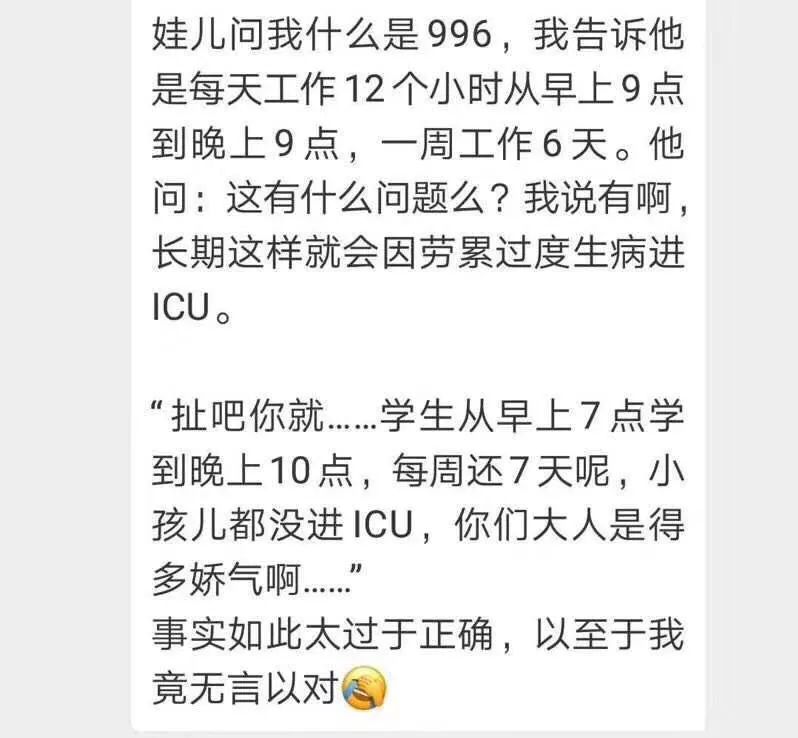 娃儿问我什么是996，我告诉他
是每天工作12个小时从早上9点
到晚上9点，一周工作6天。他
问：这有什么问题么？我说有啊，
长期这样就会因劳累过度生病进
ICU。
“扯吧你就……学生从早上7点学
到晚上10点，每周还7天呢，小
孩儿都没进ICU，你们大人是得
多娇气啊……”
事实如此太过于正确，以至于我
竟无言以对🤦